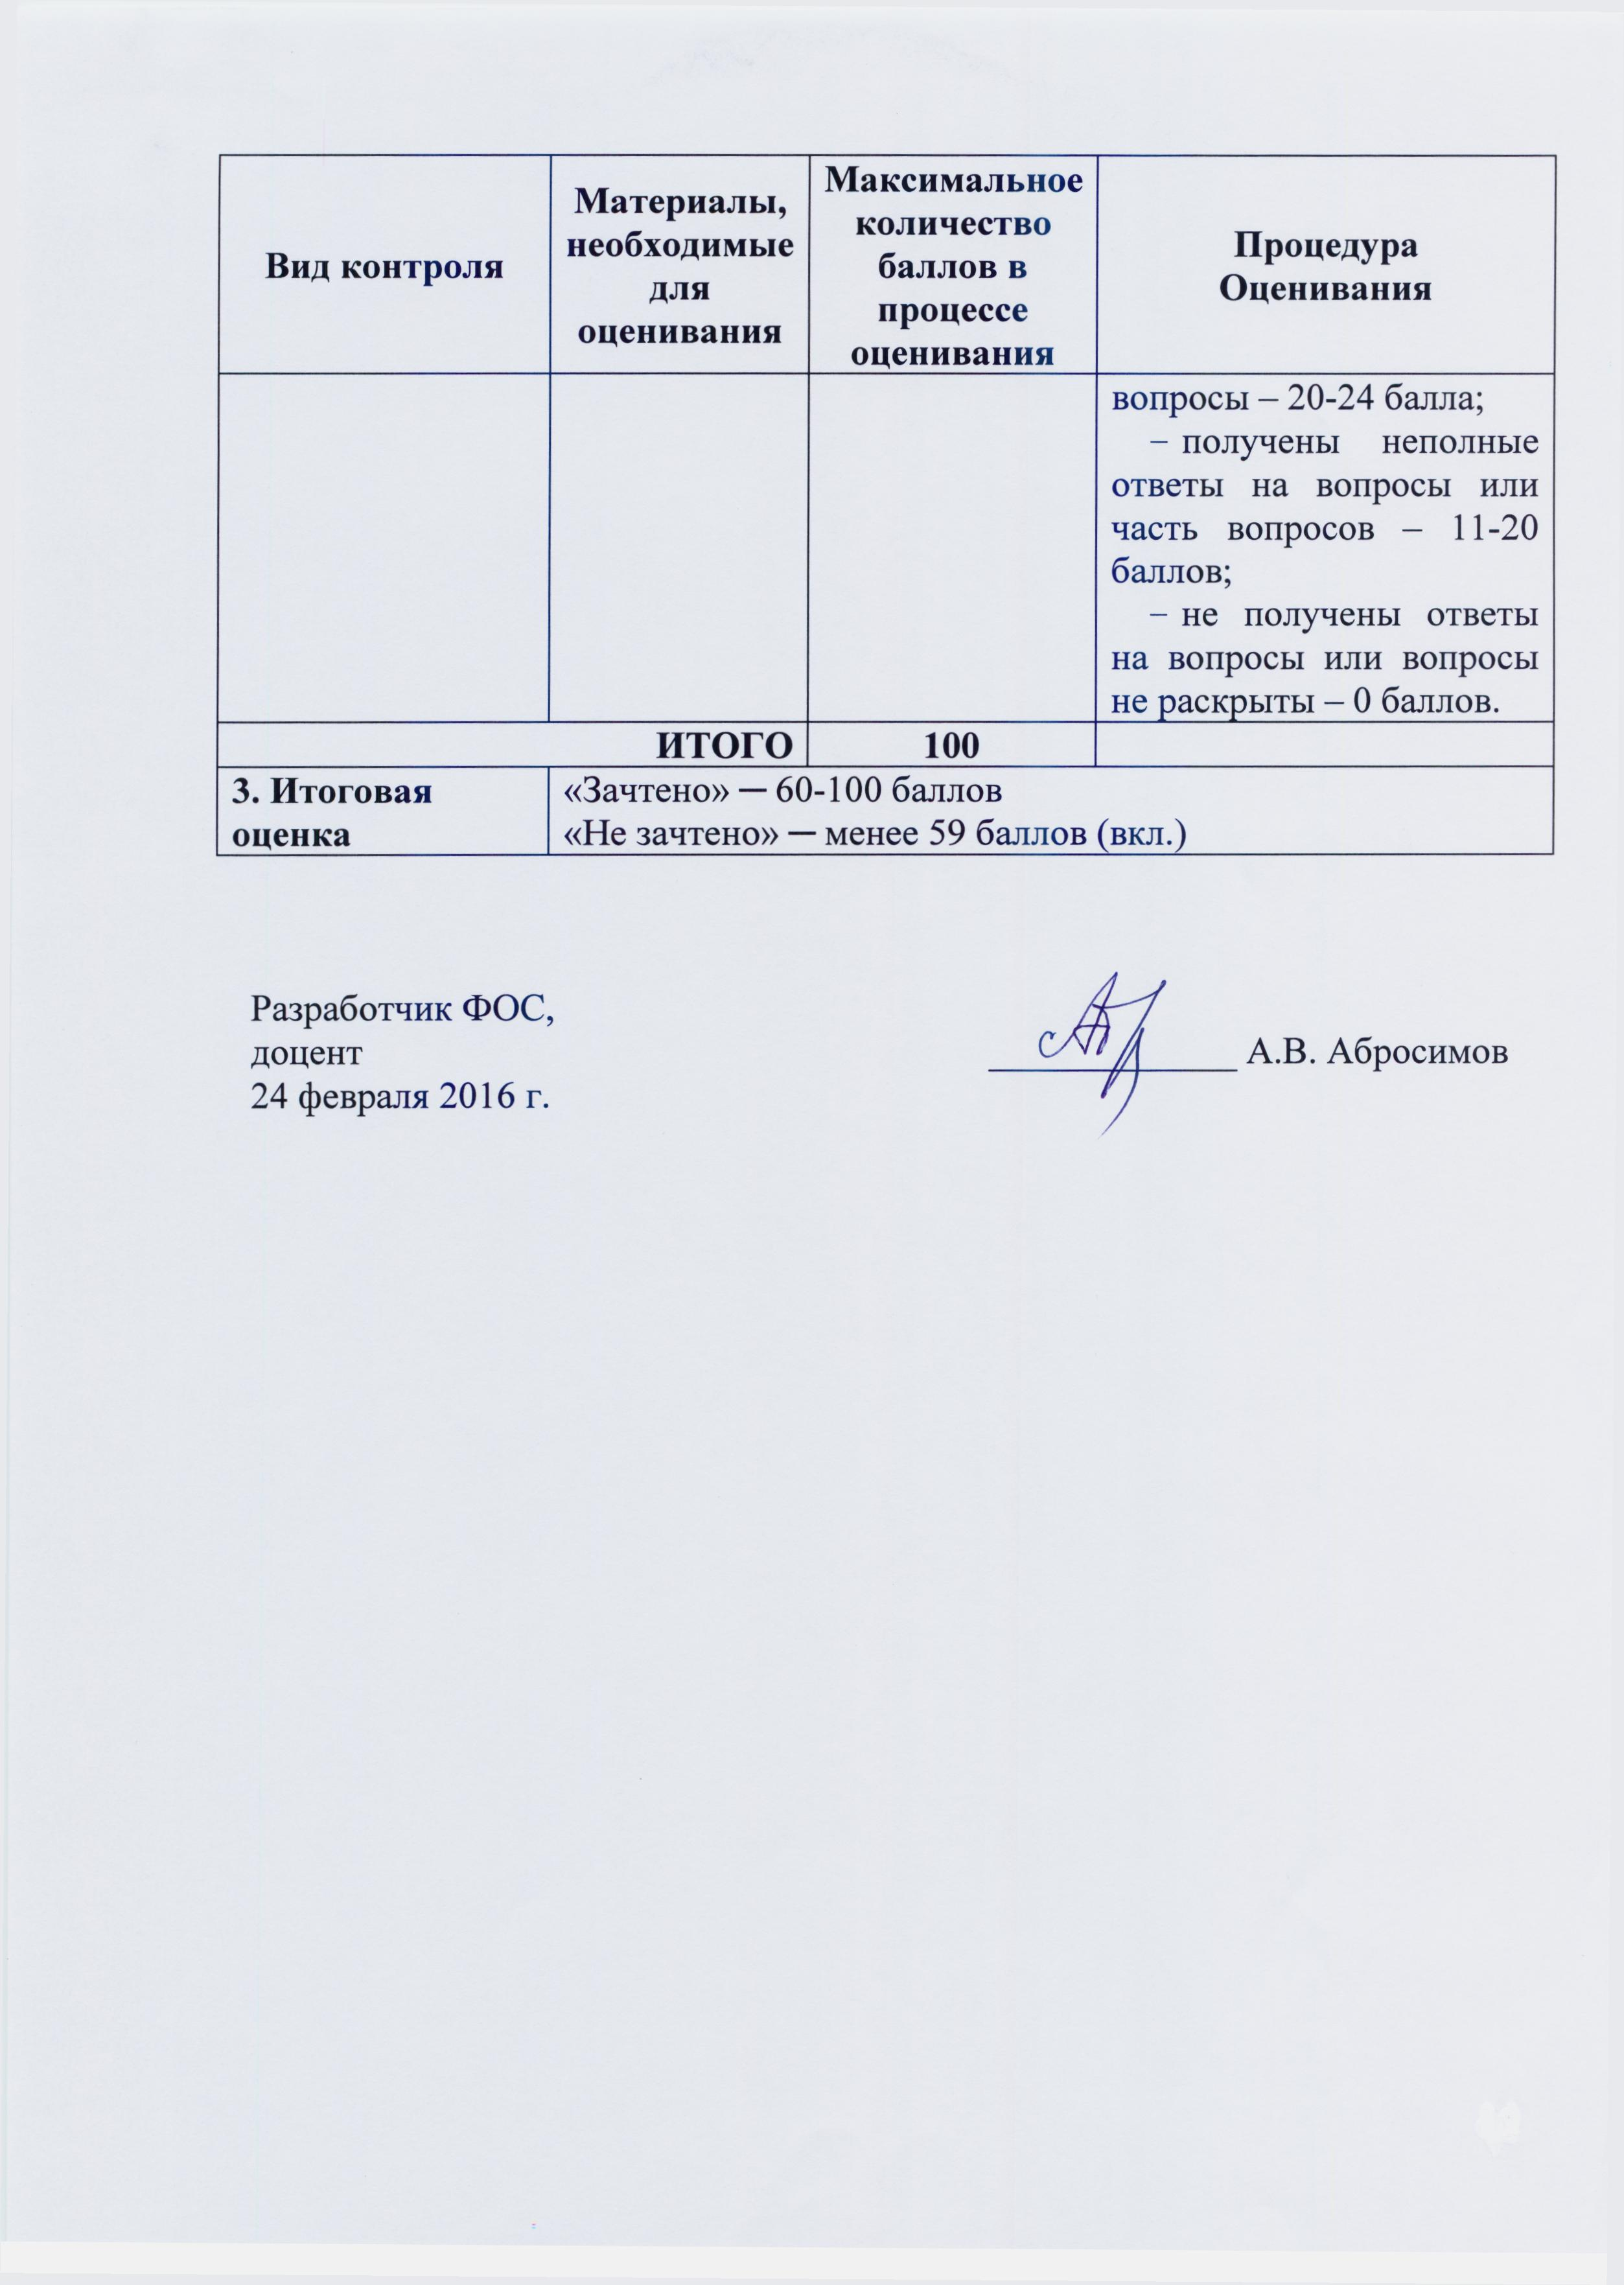 Вид контроля
Материалы,
необходимые
для
оценивания
Максимальное
количество
баллов в
процессе
оценивания
Процедура
Оценивания
вопросы – 20-24 балла;
– получены неполные
ответы на вопросы или
часть вопросов – 11-20
баллов;
– не получены ответы
на вопросы или вопросы
не раскрыты – 0 баллов.
ИТОГО 100
3. Итоговая
оценка
«Зачтено» — 60-100 баллов
«Не зачтено» — менее 59 баллов (вкл.)
Разработчик ФОС,
доцент
24 февраля 2016 г.
А.В. Абросимов